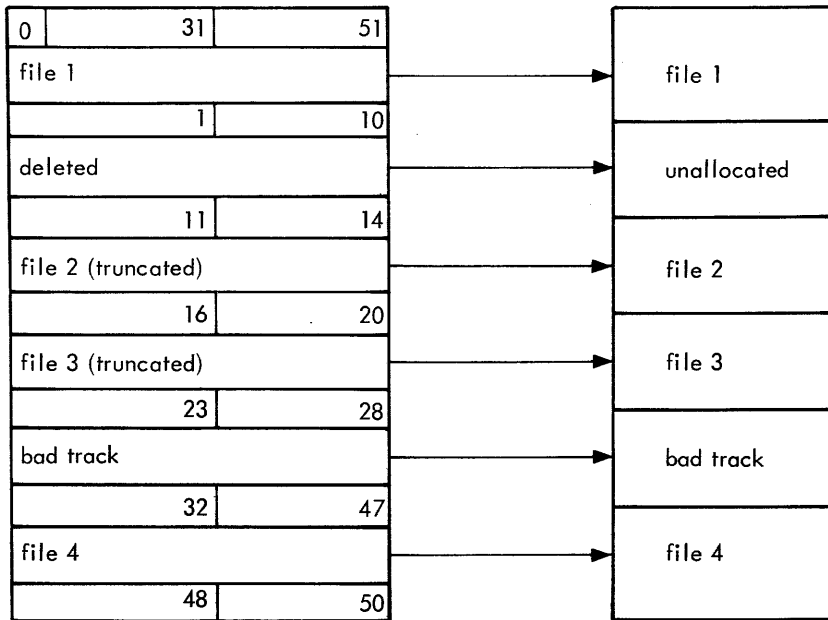 0 31 51
file 1
file 1
1 10
deleted
unallocated
11 14
file 2 (truncated)
file 2
16 20
file 3 (truncated)
file 3
23 28
bad track
bad track
32 47
file 4
file 4
48 50